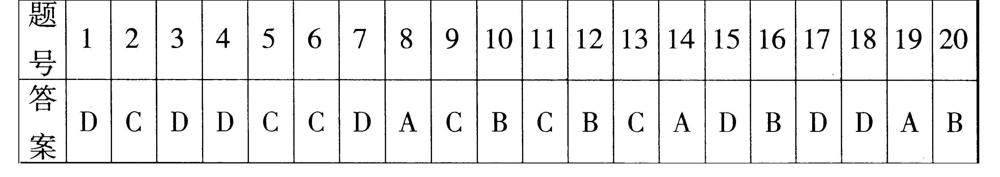 题号 1 2 3 4 5 6 7 8 9 10 11 12 13 14 15 16 17 18 19 20
答案 D C D D C C D A C B C B C A D B D D A B